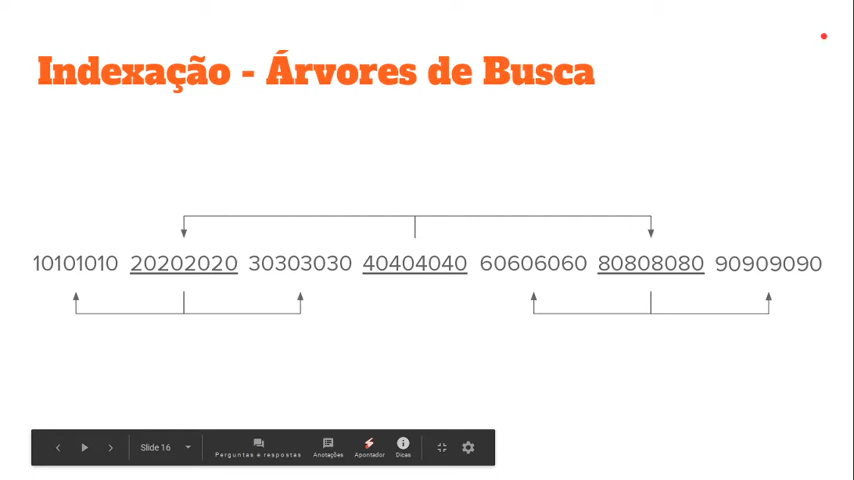 Indexação - Árvores de Busca
10101010 20202020 30303030 40404040 60606060 80808080 90909090
Slide 16
Perguntas e respostas
Anotações
Apontador
Dicas